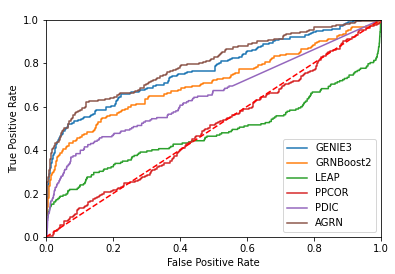 1.0
0.8
0.6
0.4
0.2
0.0
True Positive Rate
GENIE3
GRNBoost2
LEAP
PPCOR
PDIC
AGRN
0.0 0.2 0.4 0.6 0.8 1.0
False Positive Rate